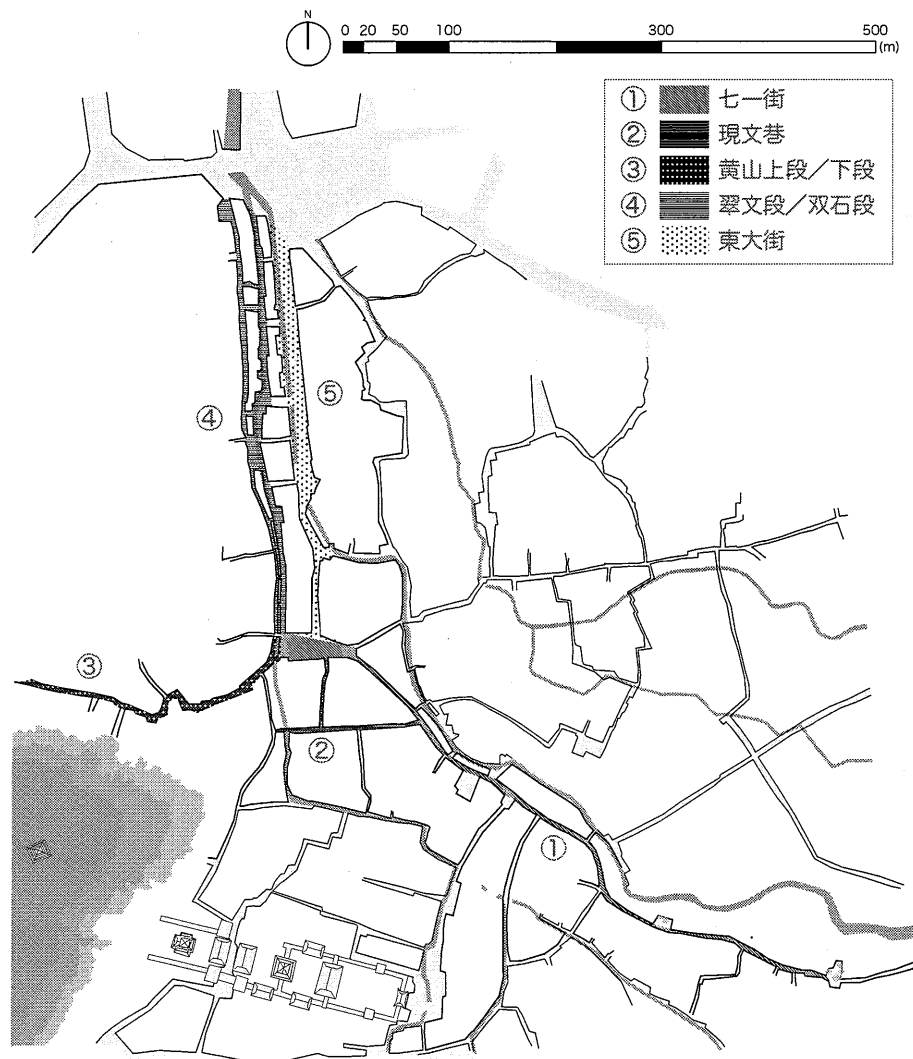 N
0 20 50 100 300 500
(m)
① 七一街
② 現文巷
③ 黄山上段／下段
④ 翠文段／双石段
⑤ 東大街
⑤
④
③
②
①